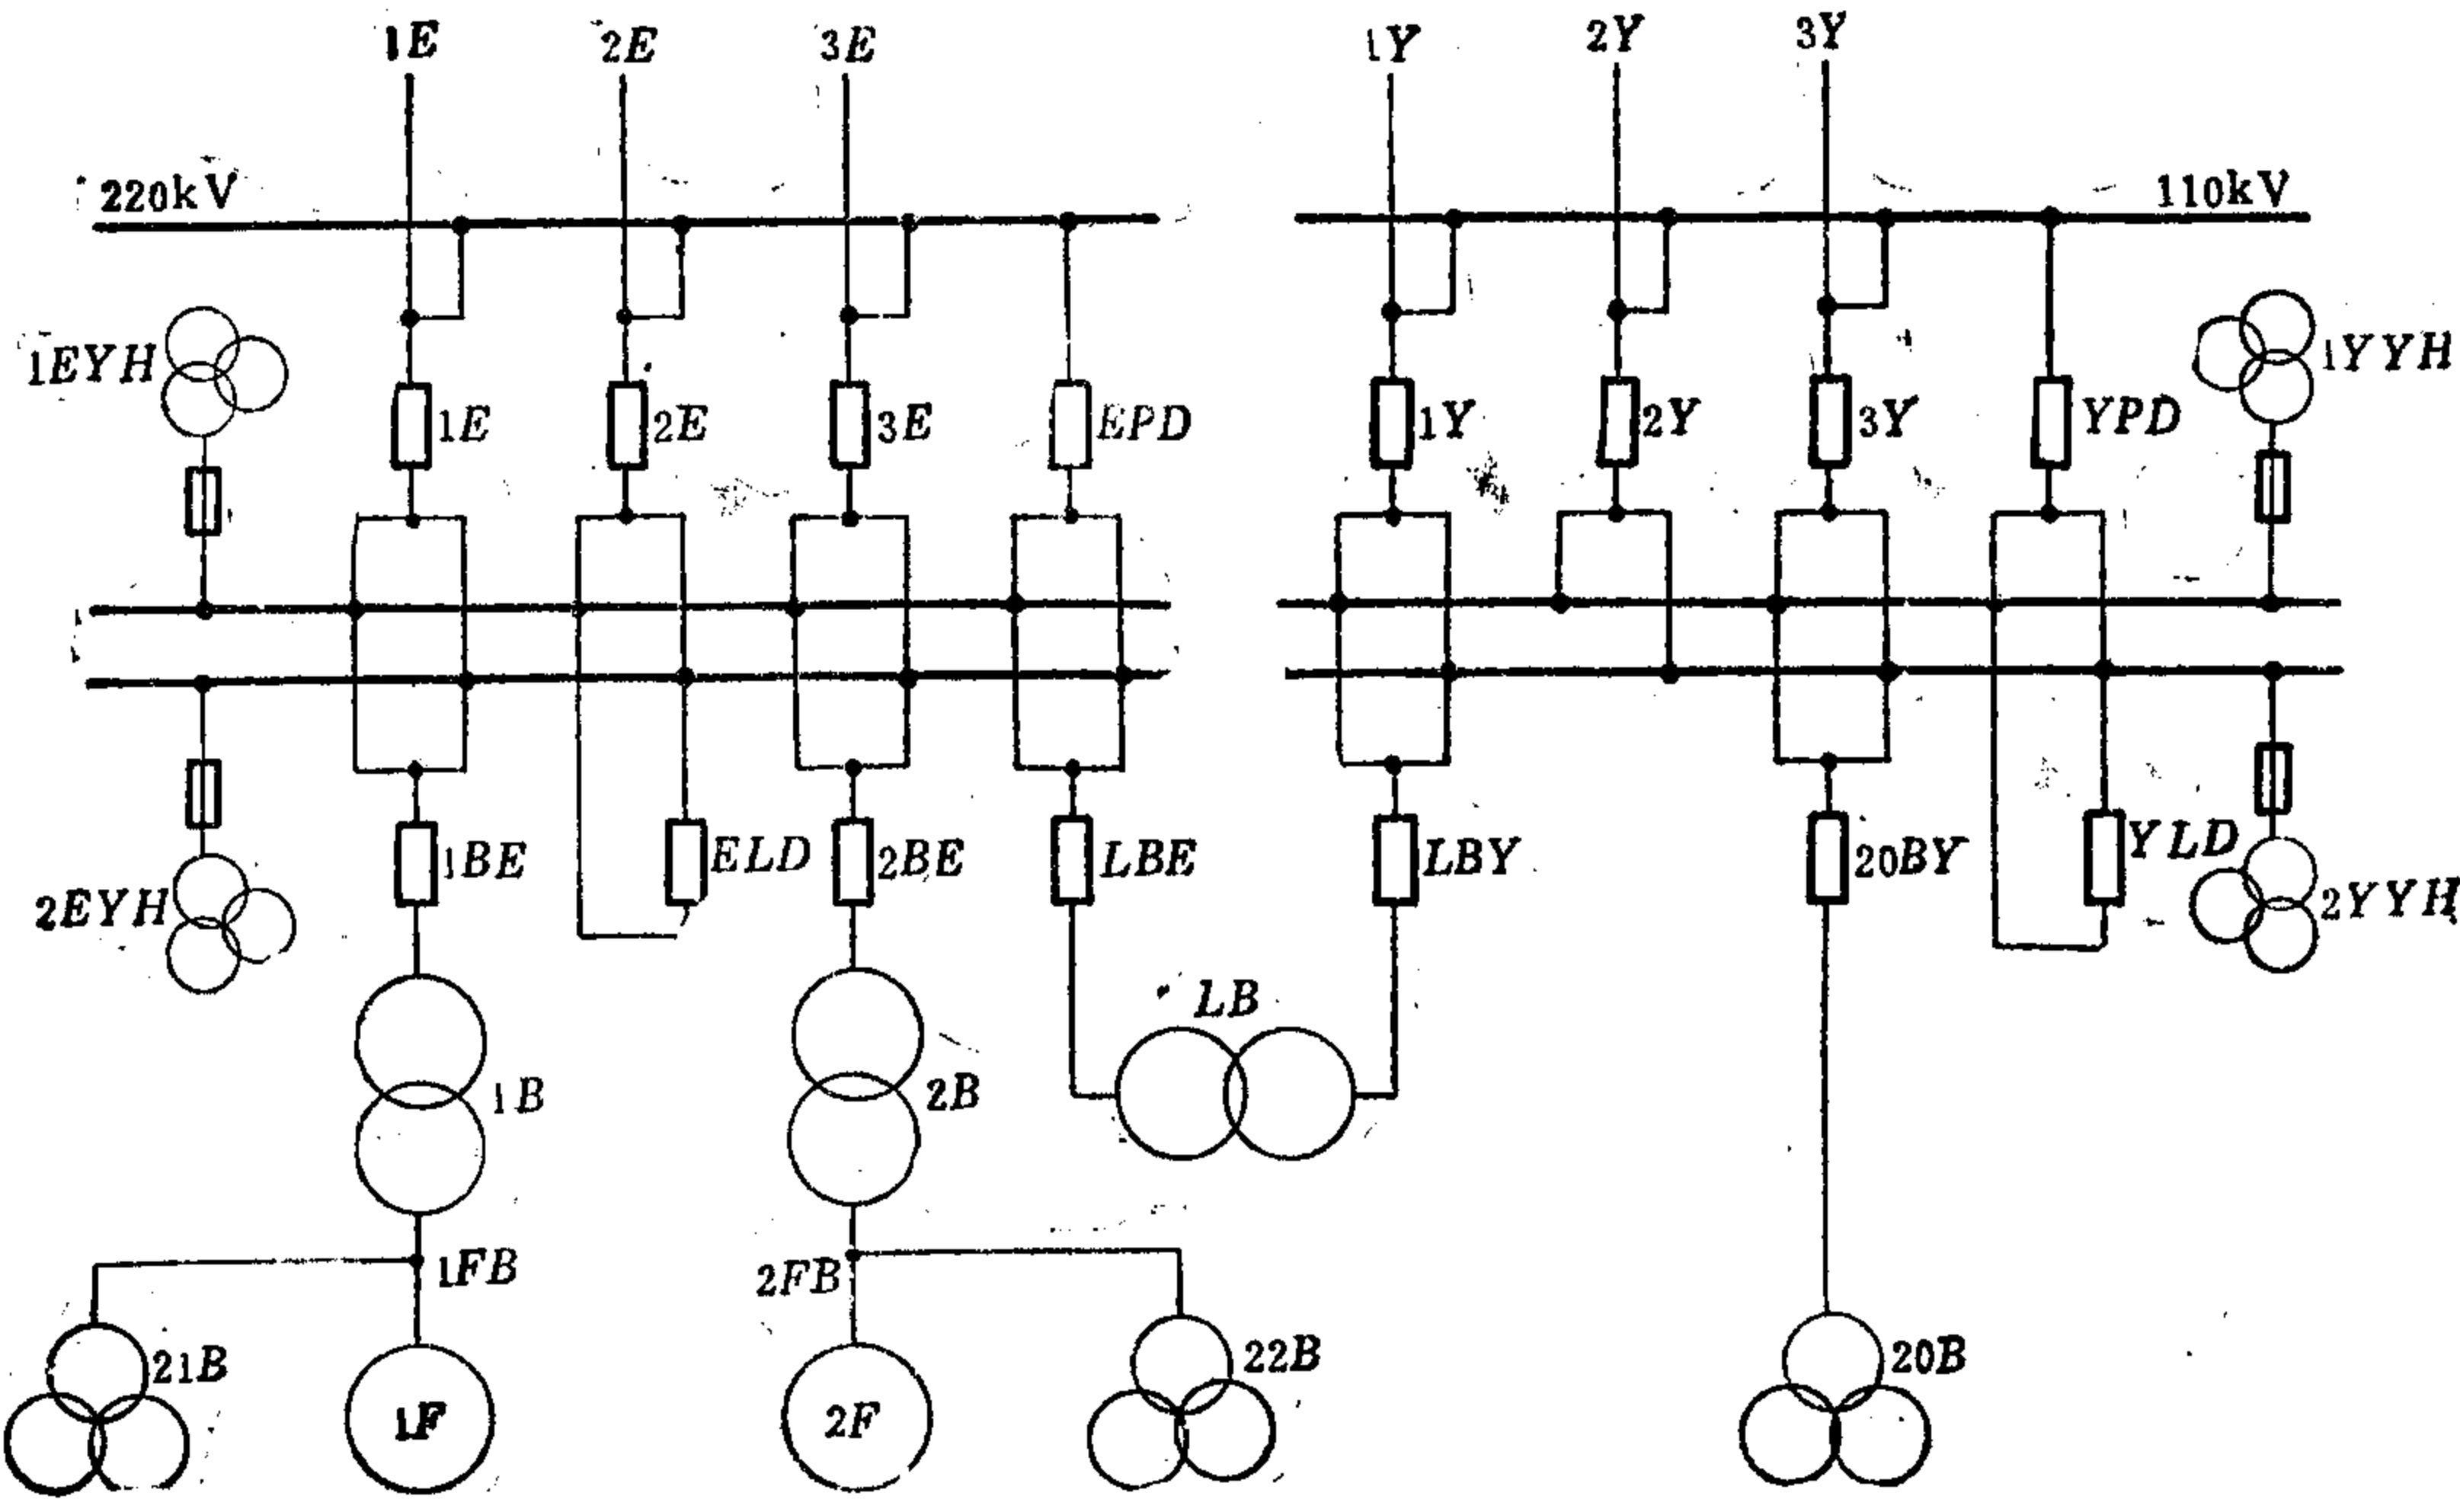 1E 2E 3E 1Y 2Y 3Y
220kV 110kV
1EYH 1YYH
1E 2E 3E EPD 1Y 2Y 3Y YPD
1BE ELD 2BE LBE LBY 20BY YLD
2EYH 2YYH
LB
1B 2B
1FB 2FB
21B 22B 20B
1F 2F